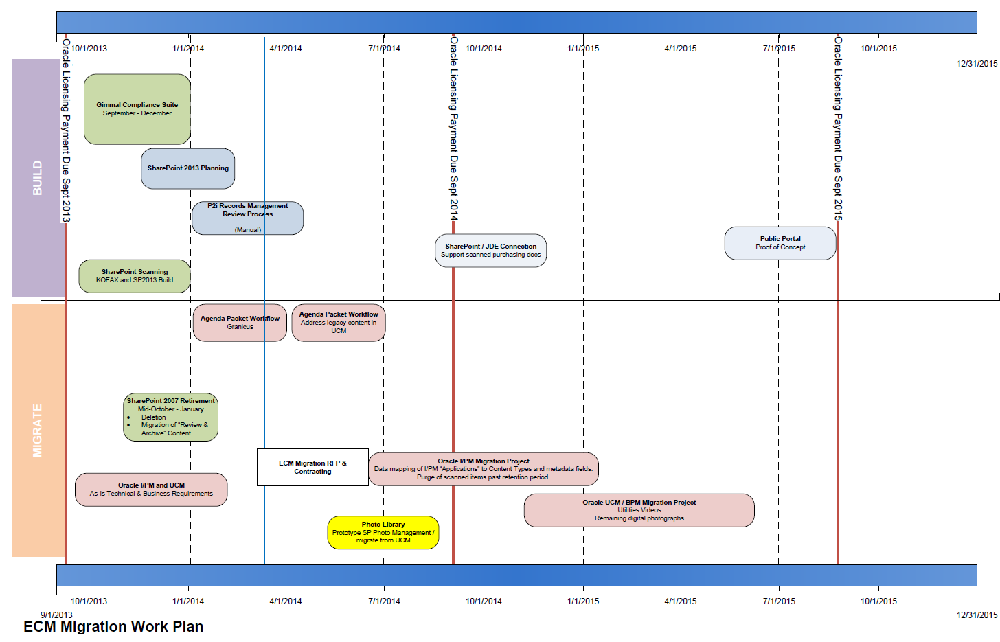 10/1/2013
1/1/2014
4/1/2014
7/1/2014
10/1/2014
1/1/2015
4/1/2015
7/1/2015
10/1/2015
12/31/2015
Oracle Licensing Payment Due Sept 2013
Oracle Licensing Payment Due Sept 2014
Oracle Licensing Payment Due Sept 2015
BUILD
Gimmal Compliance Suite
September - December
SharePoint 2013 Planning
P2i Records Management
Review Process
(Manual)
SharePoint / JDE Connection
Support scanned purchasing docs
Public Portal
Proof of Concept
SharePoint Scanning
KOFAX and SP2013 Build
MIGRATE
Agenda Packet Workflow
Granicus
Agenda Packet Workflow
Address legacy content in
UCM
SharePoint 2007 Retirement
Mid-October - January
• Deletion
• Migration of “Review &
Archive” Content
ECM Migration RFP &
Contracting
Oracle I/PM Migration Project
Data mapping of I/PM “Applications” to Content Types and metadata fields.
Purge of scanned items past retention period.
Oracle I/PM and UCM
As-Is Technical & Business Requirements
Oracle UCM / BPM Migration Project
Utilities Videos
Remaining digital photographs
Photo Library
Prototype SP Photo Management /
migrate from UCM
10/1/2013
1/1/2014
4/1/2014
7/1/2014
10/1/2014
1/1/2015
4/1/2015
7/1/2015
10/1/2015
9/1/2013
12/31/2015
ECM Migration Work Plan